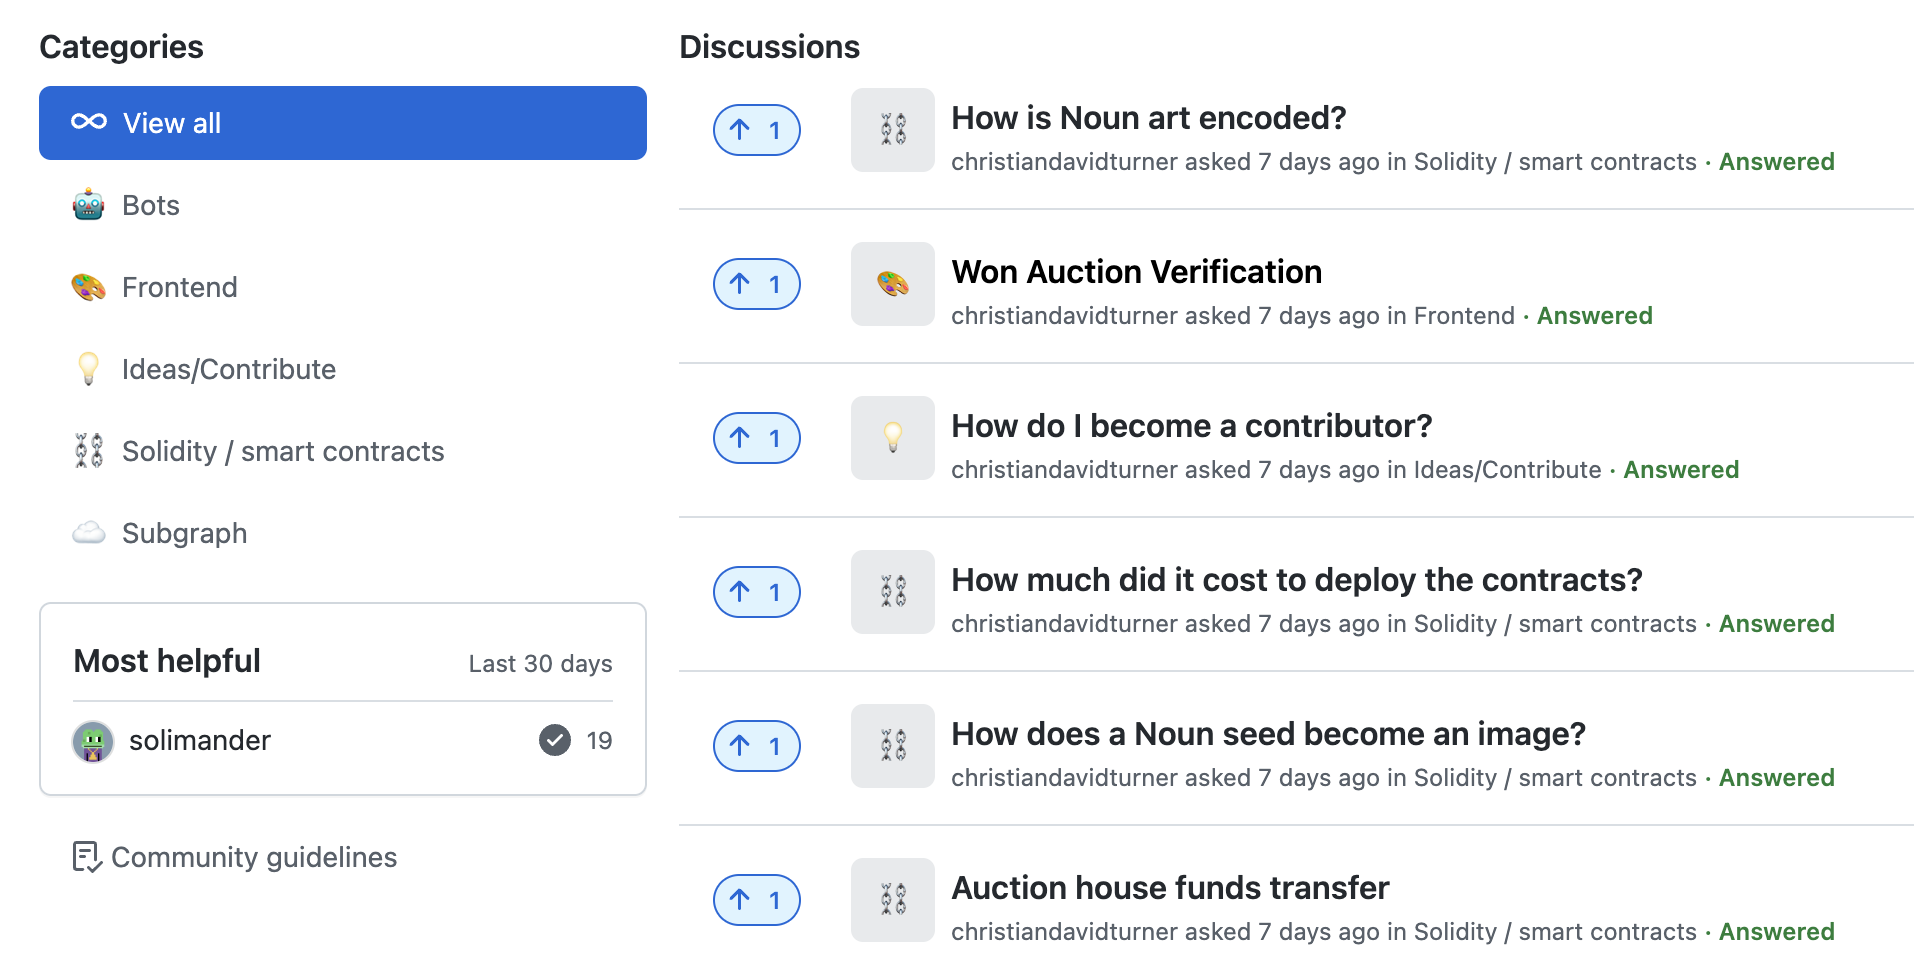 Categories
View all
Bots
Frontend
Ideas/Contribute
Solidity / smart contracts
Subgraph
Most helpful
Last 30 days
solimander
19
Community guidelines
Discussions
1
How is Noun art encoded?
christiandavidturner asked 7 days ago in Solidity / smart contracts · Answered
1
Won Auction Verification
christiandavidturner asked 7 days ago in Frontend · Answered
1
How do I become a contributor?
christiandavidturner asked 7 days ago in Ideas/Contribute · Answered
1
How much did it cost to deploy the contracts?
christiandavidturner asked 7 days ago in Solidity / smart contracts · Answered
1
How does a Noun seed become an image?
christiandavidturner asked 7 days ago in Solidity / smart contracts · Answered
1
Auction house funds transfer
christiandavidturner asked 7 days ago in Solidity / smart contracts · Answered